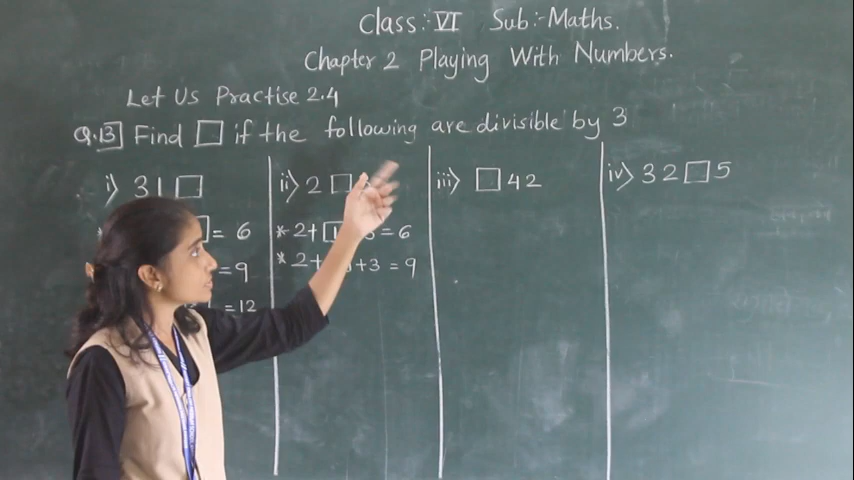 Class:- VI Sub:- Maths.
Chapter 2 Playing With Numbers.
Let Us Practise 2.4
Q.13 Find □ if the following are divisible by 3
i) 31□
= 6
= 9
= 12
ii) 2□
* 2+1 = 6
* 2+ +3 = 9
iii) □42
iv) 32□5